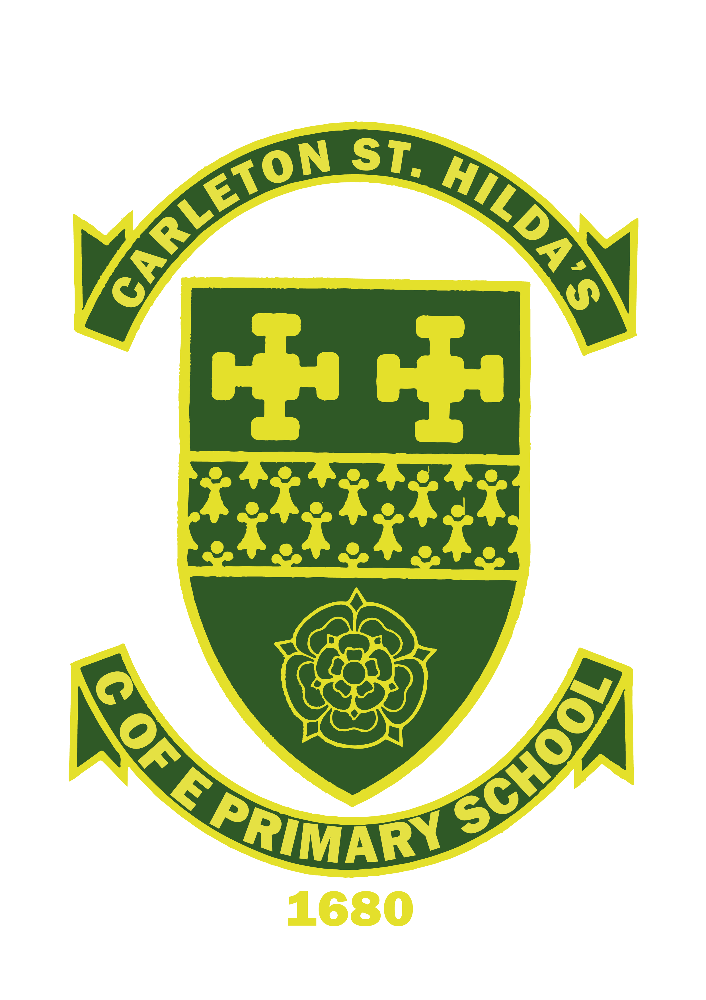 CARLETON ST. HILDA'S
C OF E PRIMARY SCHOOL
1680